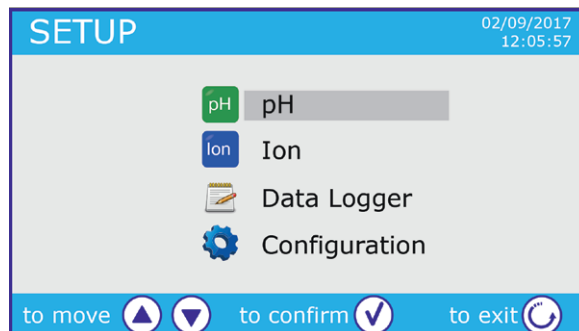 SETUP
02/09/2017
12:05:57
pH pH
Ion Ion
Data Logger
Configuration
to move to confirm to exit